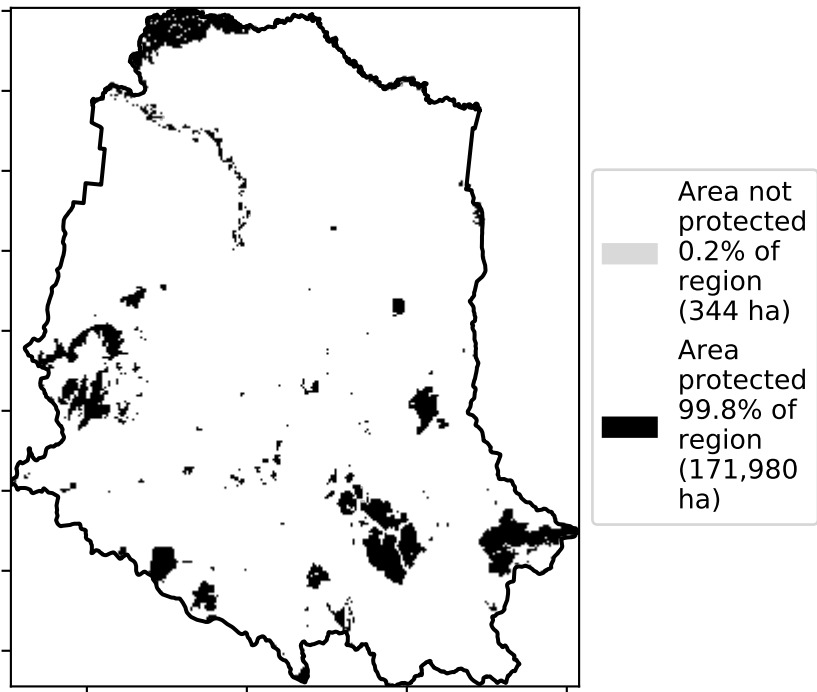 Area not
protected
0.2% of
region
(344 ha)
Area
protected
99.8% of
region
(171,980
ha)